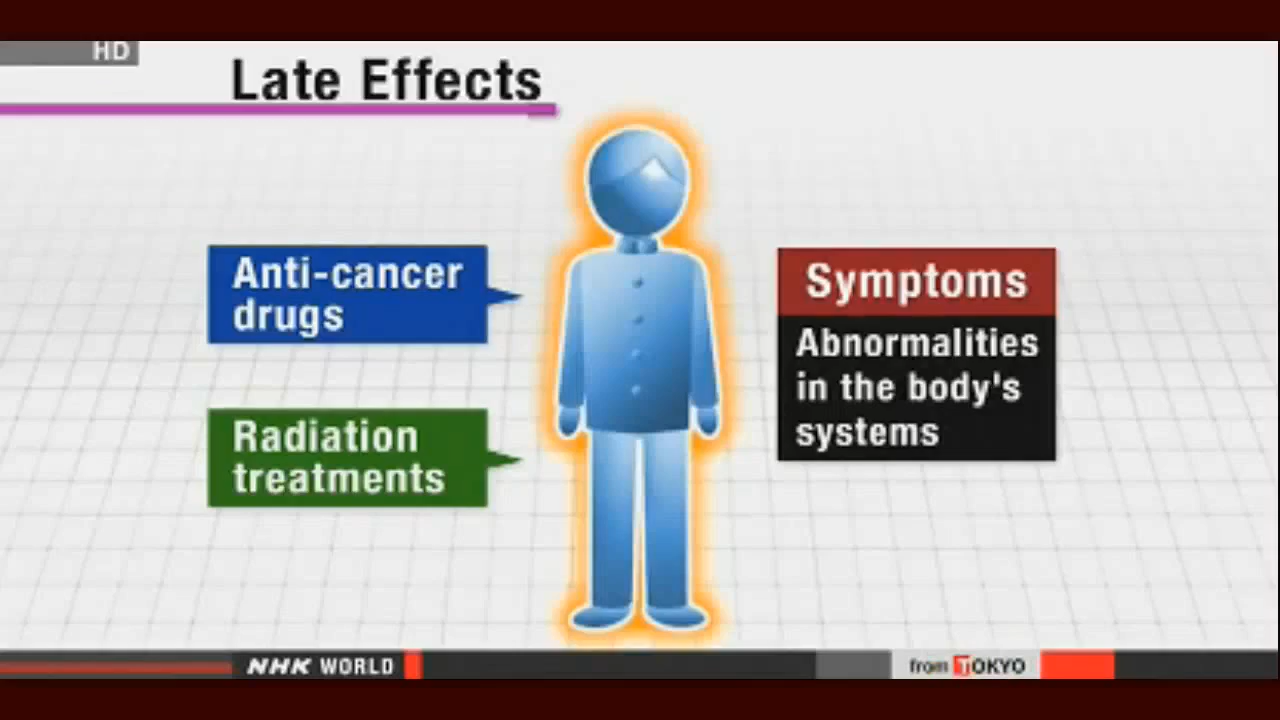 HD
Late Effects
Anti-cancer
drugs
Radiation
treatments
Symptoms
Abnormalities
in the body's
systems
NHK WORLD
from TOKYO